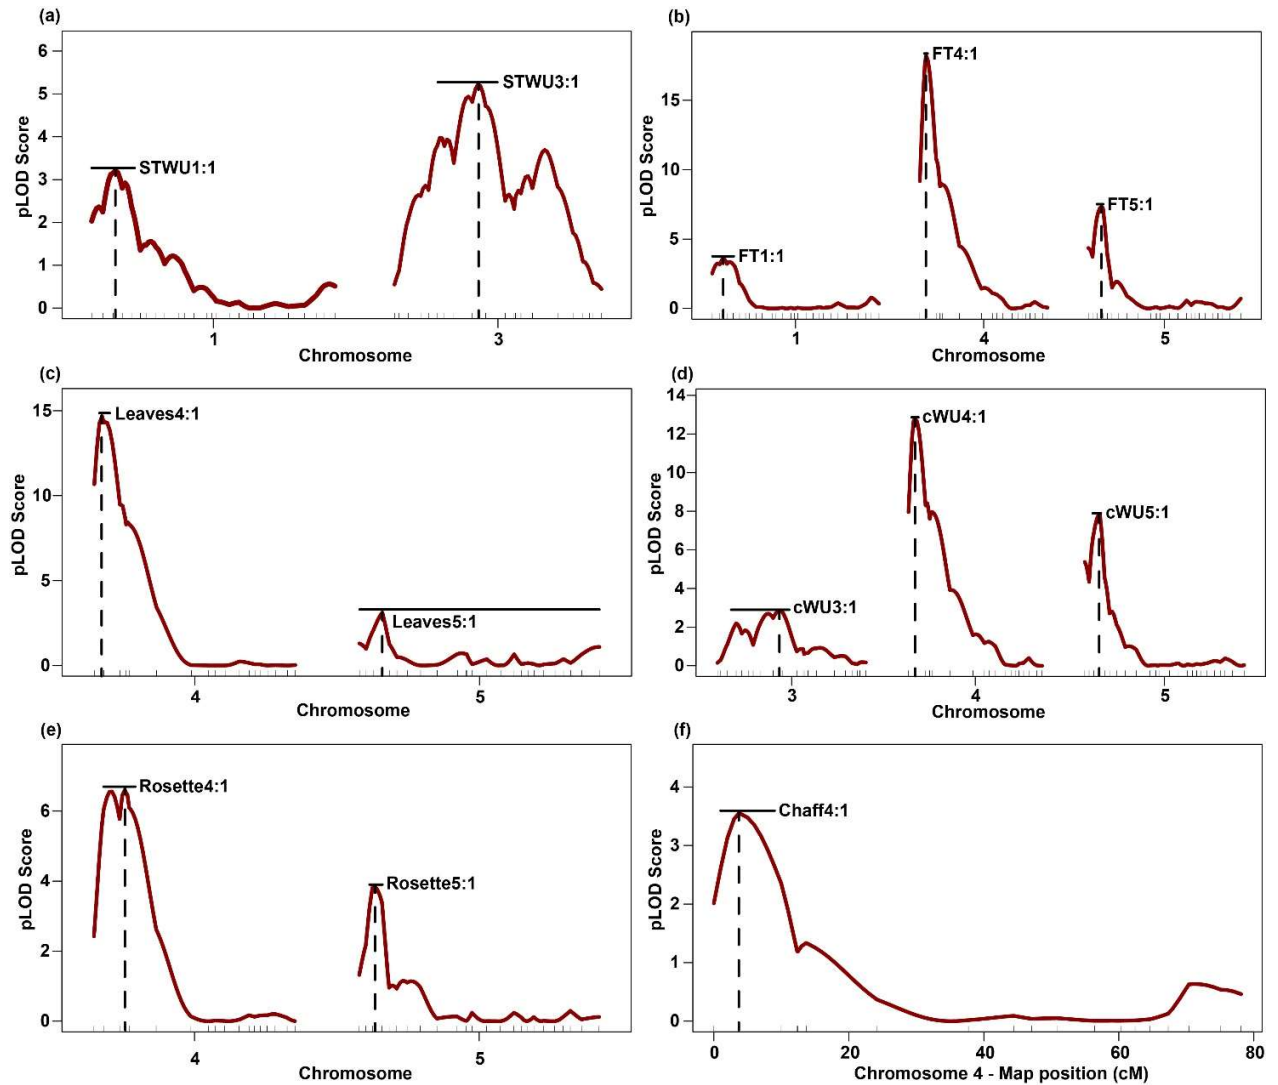 (a)
6
5
4
3
2
1
0
pLOD Score
STWU1:1
STWU3:1
1
3
Chromosome
(b)
15
10
5
0
pLOD Score
FT1:1
FT4:1
FT5:1
1
4
5
Chromosome
(c)
15
10
5
0
pLOD Score
Leaves4:1
Leaves5:1
4
5
Chromosome
(d)
14
12
10
8
6
4
2
0
pLOD Score
cWU3:1
cWU4:1
cWU5:1
3
4
5
Chromosome
(e)
6
4
2
0
pLOD Score
Rosette4:1
Rosette5:1
4
5
Chromosome
(f)
4
3
2
1
0
pLOD Score
Chaff4:1
0 20 40 60 80
Chromosome 4 - Map position (cM)